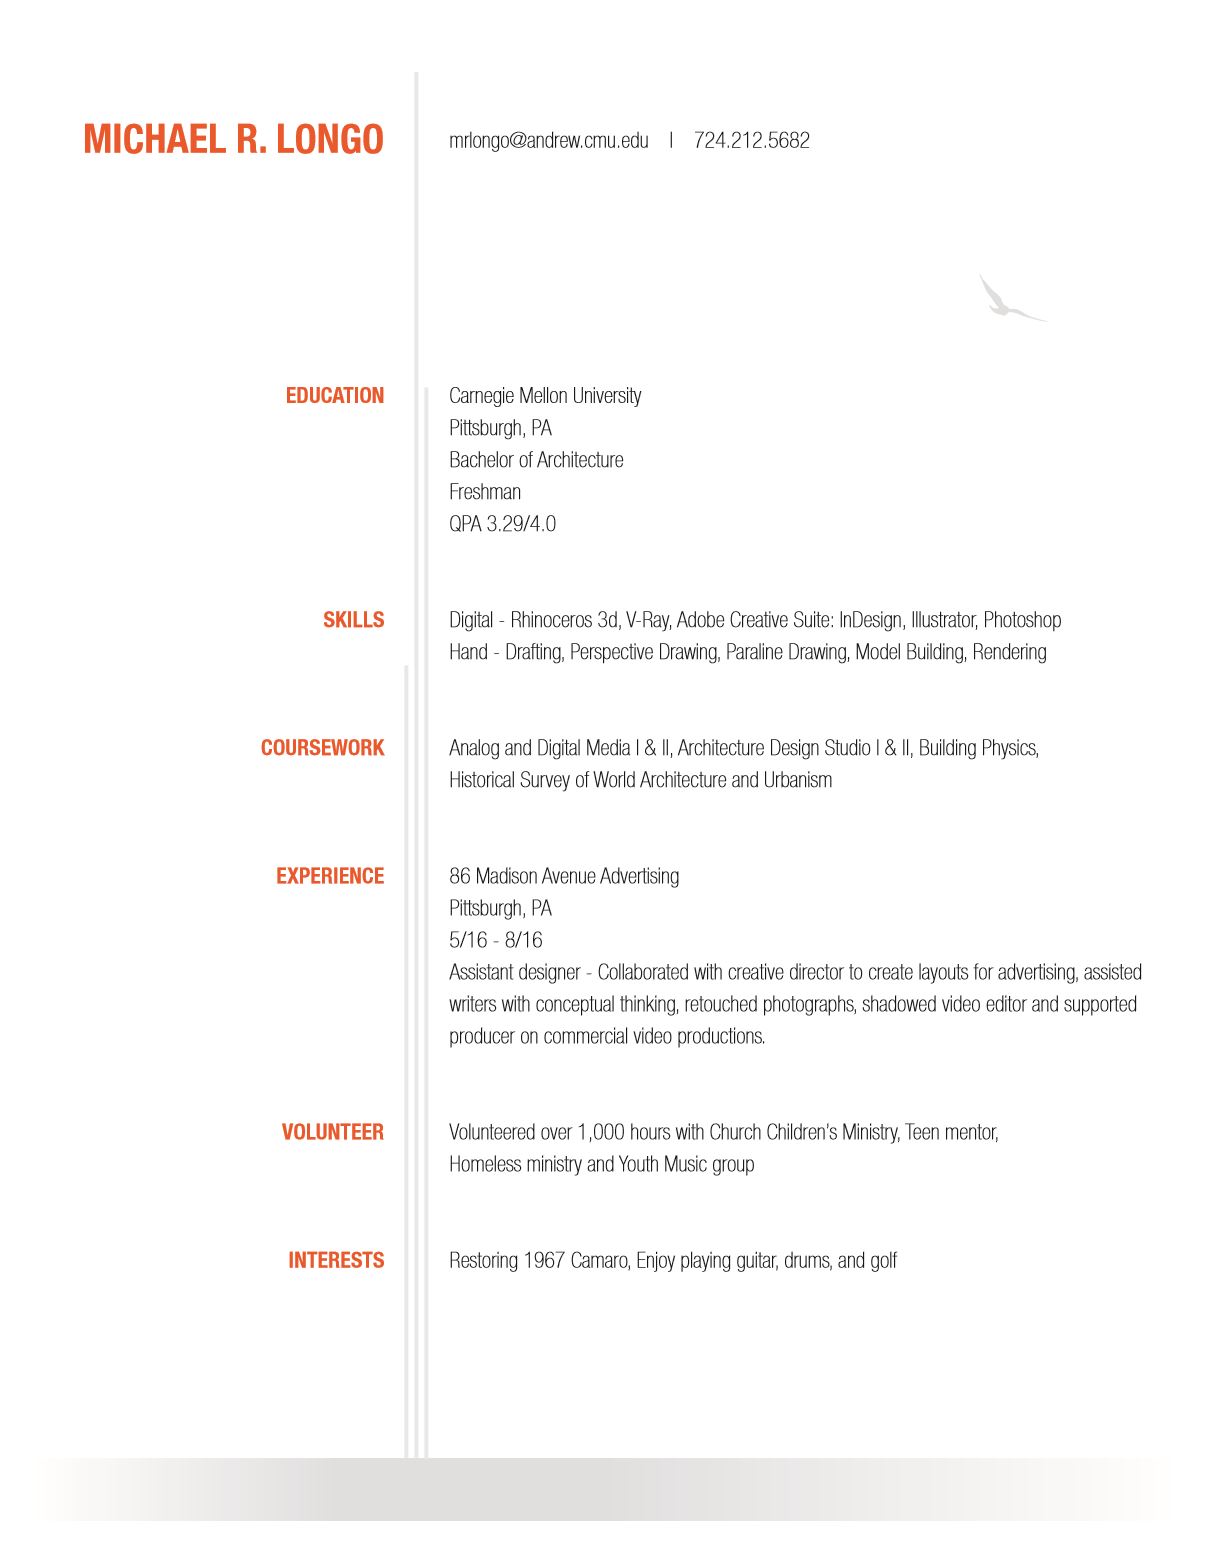 MICHAEL R. LONGO
mrlongo@andrew.cmu.edu | 724.212.5682
EDUCATION
Carnegie Mellon University
Pittsburgh, PA
Bachelor of Architecture
Freshman
QPA 3.29/4.0
SKILLS
Digital - Rhinoceros 3d, V-Ray, Adobe Creative Suite: InDesign, Illustrator, Photoshop
Hand - Drafting, Perspective Drawing, Paraline Drawing, Model Building, Rendering
COURSEWORK
Analog and Digital Media I & II, Architecture Design Studio I & II, Building Physics,
Historical Survey of World Architecture and Urbanism
EXPERIENCE
86 Madison Avenue Advertising
Pittsburgh, PA
5/16 - 8/16
Assistant designer - Collaborated with creative director to create layouts for advertising, assisted
writers with conceptual thinking, retouched photographs, shadowed video editor and supported
producer on commercial video productions.
VOLUNTEER
Volunteered over 1,000 hours with Church Children's Ministry, Teen mentor,
Homeless ministry and Youth Music group
INTERESTS
Restoring 1967 Camaro, Enjoy playing guitar, drums, and golf